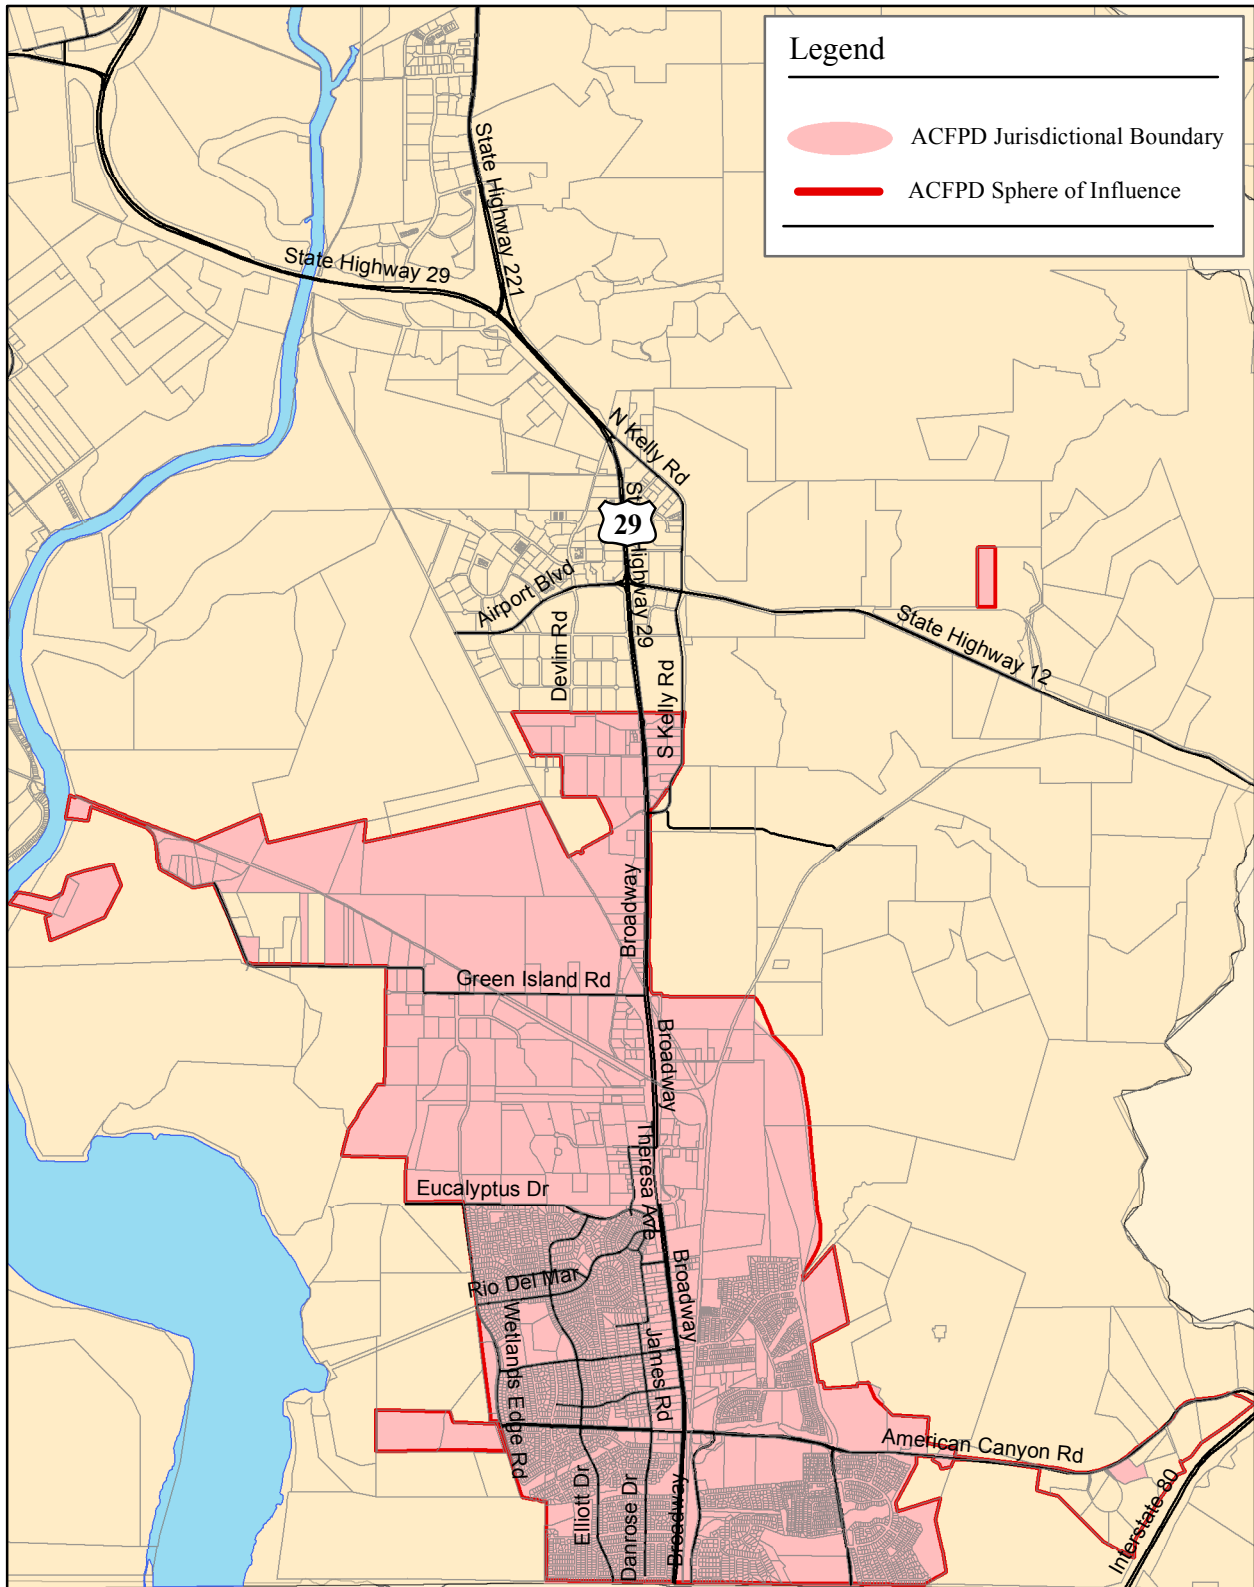 Legend
ACFPD Jurisdictional Boundary
ACFPD Sphere of Influence
State Highway 221
State Highway 29
N Kelly Rd
State Highway 29
29
Airport Blvd
Devlin Rd
S Kelly Rd
State Highway 12
Broadway
Green Island Rd
Broadway
Theresa Ave
Eucalyptus Dr
Rio Del Mar
Broadway
Wetlands Edge Rd
James Rd
American Canyon Rd
Elliott Dr
Danrose Dr
Broadway
Interstate 80